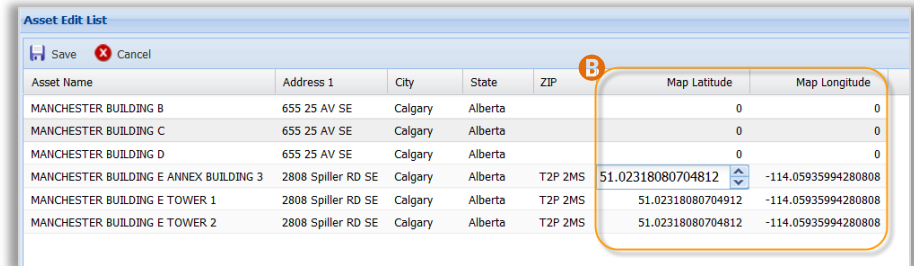 Asset Edit List
Save Cancel
B
Asset Name Address 1 City State ZIP Map Latitude Map Longitude
MANCHESTER BUILDING B 655 25 AV SE Calgary Alberta 0 0
MANCHESTER BUILDING C 655 25 AV SE Calgary Alberta 0 0
MANCHESTER BUILDING D 655 25 AV SE Calgary Alberta 0 0
MANCHESTER BUILDING E ANNEX BUILDING 3 2808 Spiller RD SE Calgary Alberta T2P 2MS 51.02318080704812 -114.05935994280808
MANCHESTER BUILDING E TOWER 1 2808 Spiller RD SE Calgary Alberta T2P 2MS 51.02318080704912 -114.05935994280808
MANCHESTER BUILDING E TOWER 2 2808 Spiller RD SE Calgary Alberta T2P 2MS 51.02318080704912 -114.05935994280808